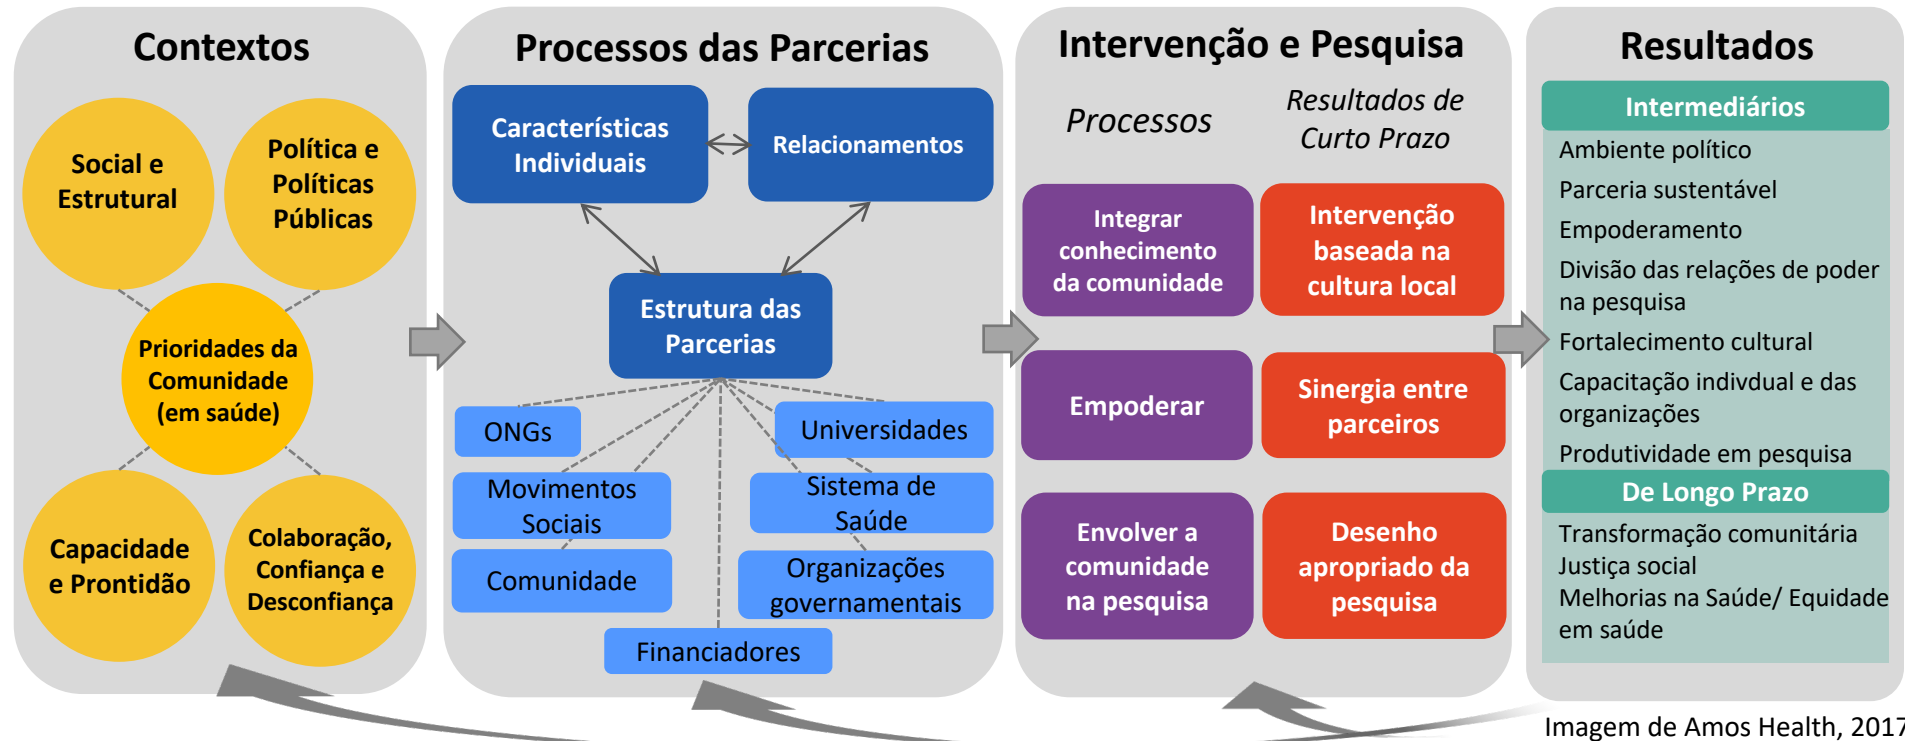 Contextos
Social e
Estrutural
Política e
Políticas
Públicas
Prioridades da
Comunidade
(em saúde)
Capacidade
e Prontidão
Colaboração,
Confiança e
Desconfiança
Processos das Parcerias
Características
Individuais
Relacionamentos
Estrutura das
Parcerias
ONGs
Universidades
Movimentos
Sociais
Sistema de
Saúde
Comunidade
Organizações
governamentais
Financiadores
Intervenção e Pesquisa
Processos
Resultados de
Curto Prazo
Integrar
conhecimento
da comunidade
Intervenção
baseada na
cultura local
Empoderar
Sinergia entre
parceiros
Envolver a
comunidade
na pesquisa
Desenho
apropriado da
pesquisa
Resultados
Intermediários
Ambiente político
Parceria sustentável
Empoderamento
Divisão das relações de poder
na pesquisa
Fortalecimento cultural
Capacitação indivdual e das
organizações
Produtividade em pesquisa
De Longo Prazo
Transformação comunitária
Justiça social
Melhorias na Saúde/ Equidade
em saúde
Imagem de Amos Health, 2017